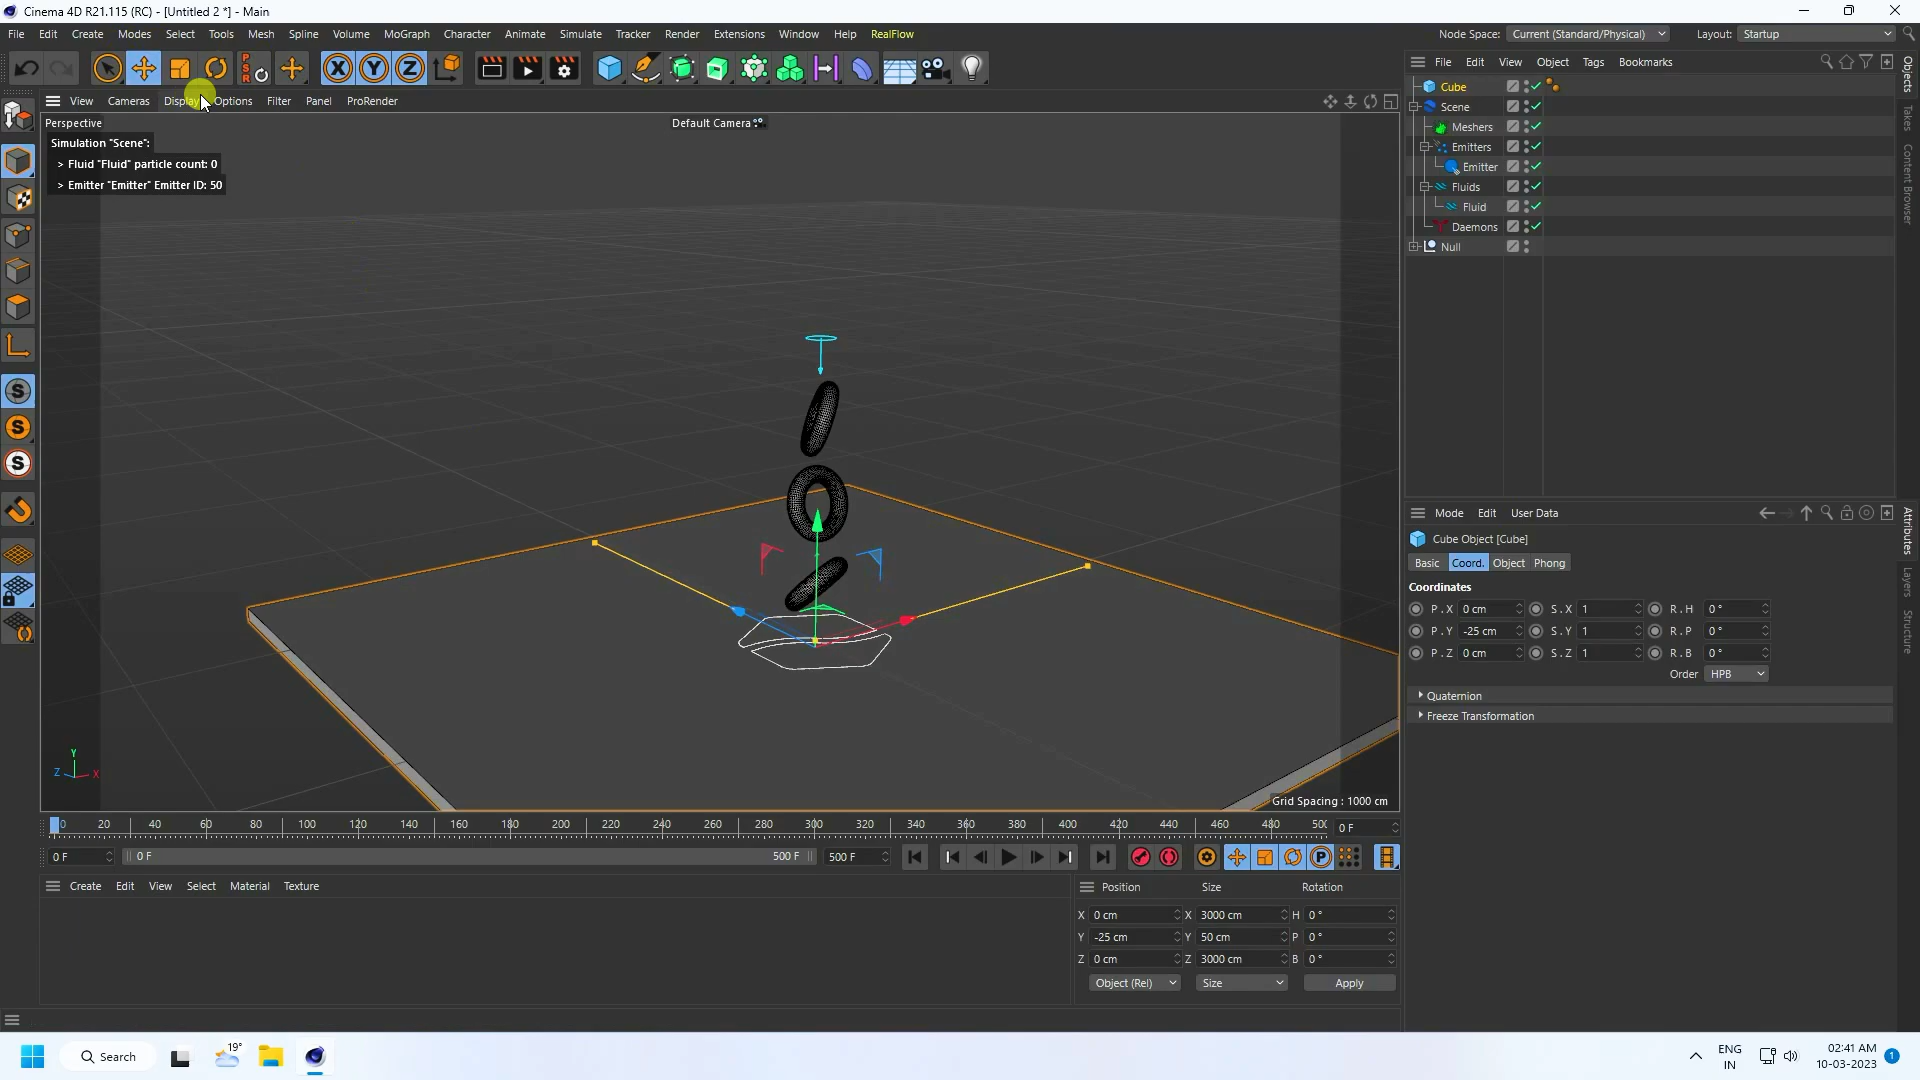 Cinema 4D R21.115 (RC) - [Untitled 2 *] - Main
File Edit Create Modes Select Tools Mesh Spline Volume MoGraph Character Animate Simulate Tracker Render Extensions Window Help RealFlow
Node Space: Current (Standard/Physical) Layout: Startup
X Y Z
PSR
View Cameras Display Options Filter Panel ProRender
Perspective
Default Camera
Simulation "Scene":
> Fluid "Fluid" particle count: 0
> Emitter "Emitter" Emitter ID: 50
S
S
S
Y
Z X
Grid Spacing : 1000 cm
File Edit View Object Tags Bookmarks
Cube
Scene
Meshers
Emitters
Emitter
Fluids
Fluid
Daemons
Null
Objects
Takes
Content Browser
Mode Edit User Data
Cube Object [Cube]
Basic Coord. Object Phong
Coordinates
P . X 0 cm S . X 1 R . H 0 °
P . Y -25 cm S . Y 1 R . P 0 °
P . Z 0 cm S . Z 1 R . B 0 °
Order HPB
Quaternion
Freeze Transformation
Attributes
Layers
Structure
0 20 40 60 80 100 120 140 160 180 200 220 240 260 280 300 320 340 360 380 400 420 440 460 480 500 0 F
0 F 0 F 500 F 500 F
P
Create Edit View Select Material Texture
Position Size Rotation
X 0 cm X 3000 cm H 0 °
Y -25 cm Y 50 cm P 0 °
Z 0 cm Z 3000 cm B 0 °
Object (Rel) Size Apply
Search
19°
ENG
IN
02:41 AM
10-03-2023
1